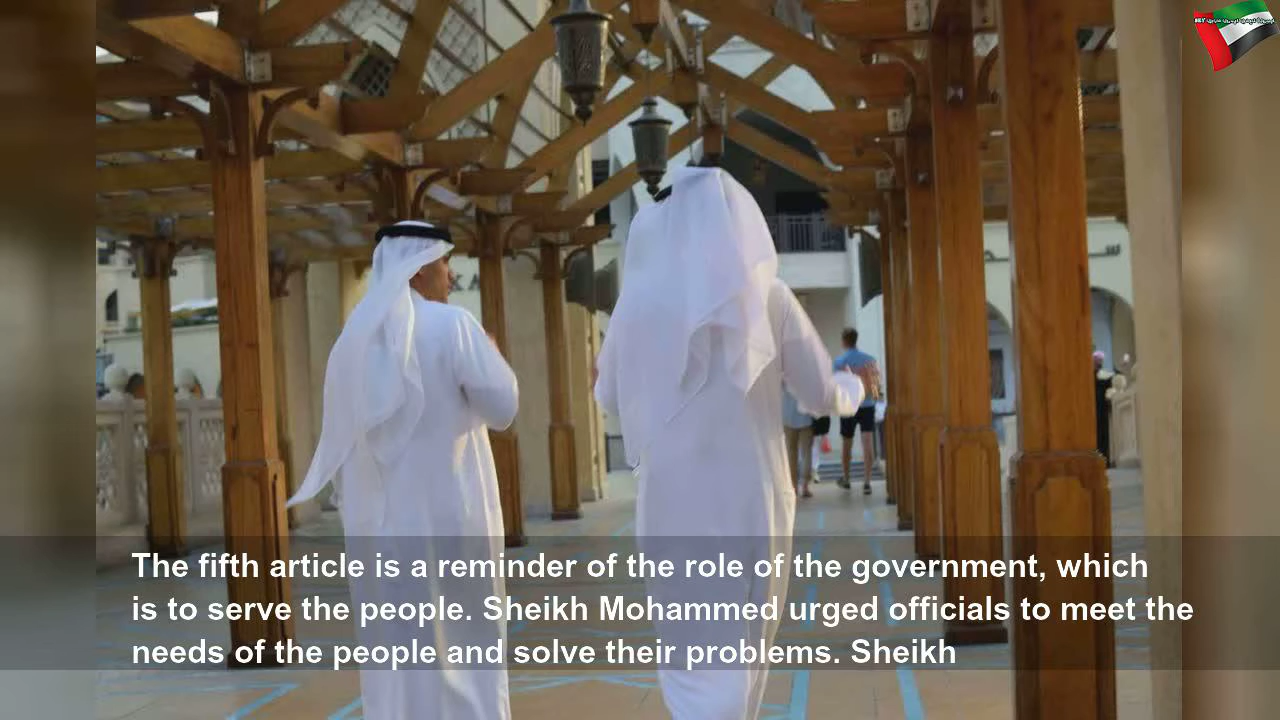 The fifth article is a reminder of the role of the government, which
is to serve the people. Sheikh Mohammed urged officials to meet the
needs of the people and solve their problems. Sheikh